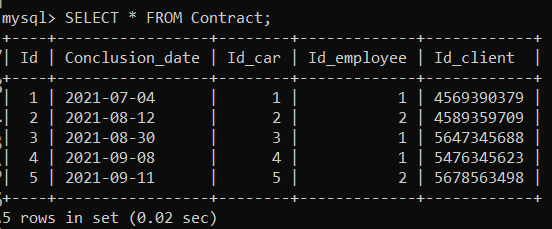 mysql> SELECT * FROM Contract;
+----+-----------------+--------+-------------+------------+
| Id | Conclusion_date | Id_car | Id_employee | Id_client  |
+----+-----------------+--------+-------------+------------+
|  1 | 2021-07-04      |      1 |           1 | 4569390379 |
|  2 | 2021-08-12      |      2 |           2 | 4589359709 |
|  3 | 2021-08-30      |      3 |           1 | 5647345688 |
|  4 | 2021-09-08      |      4 |           1 | 5476345623 |
|  5 | 2021-09-11      |      5 |           2 | 5678563498 |
+----+-----------------+--------+-------------+------------+
5 rows in set (0.02 sec)